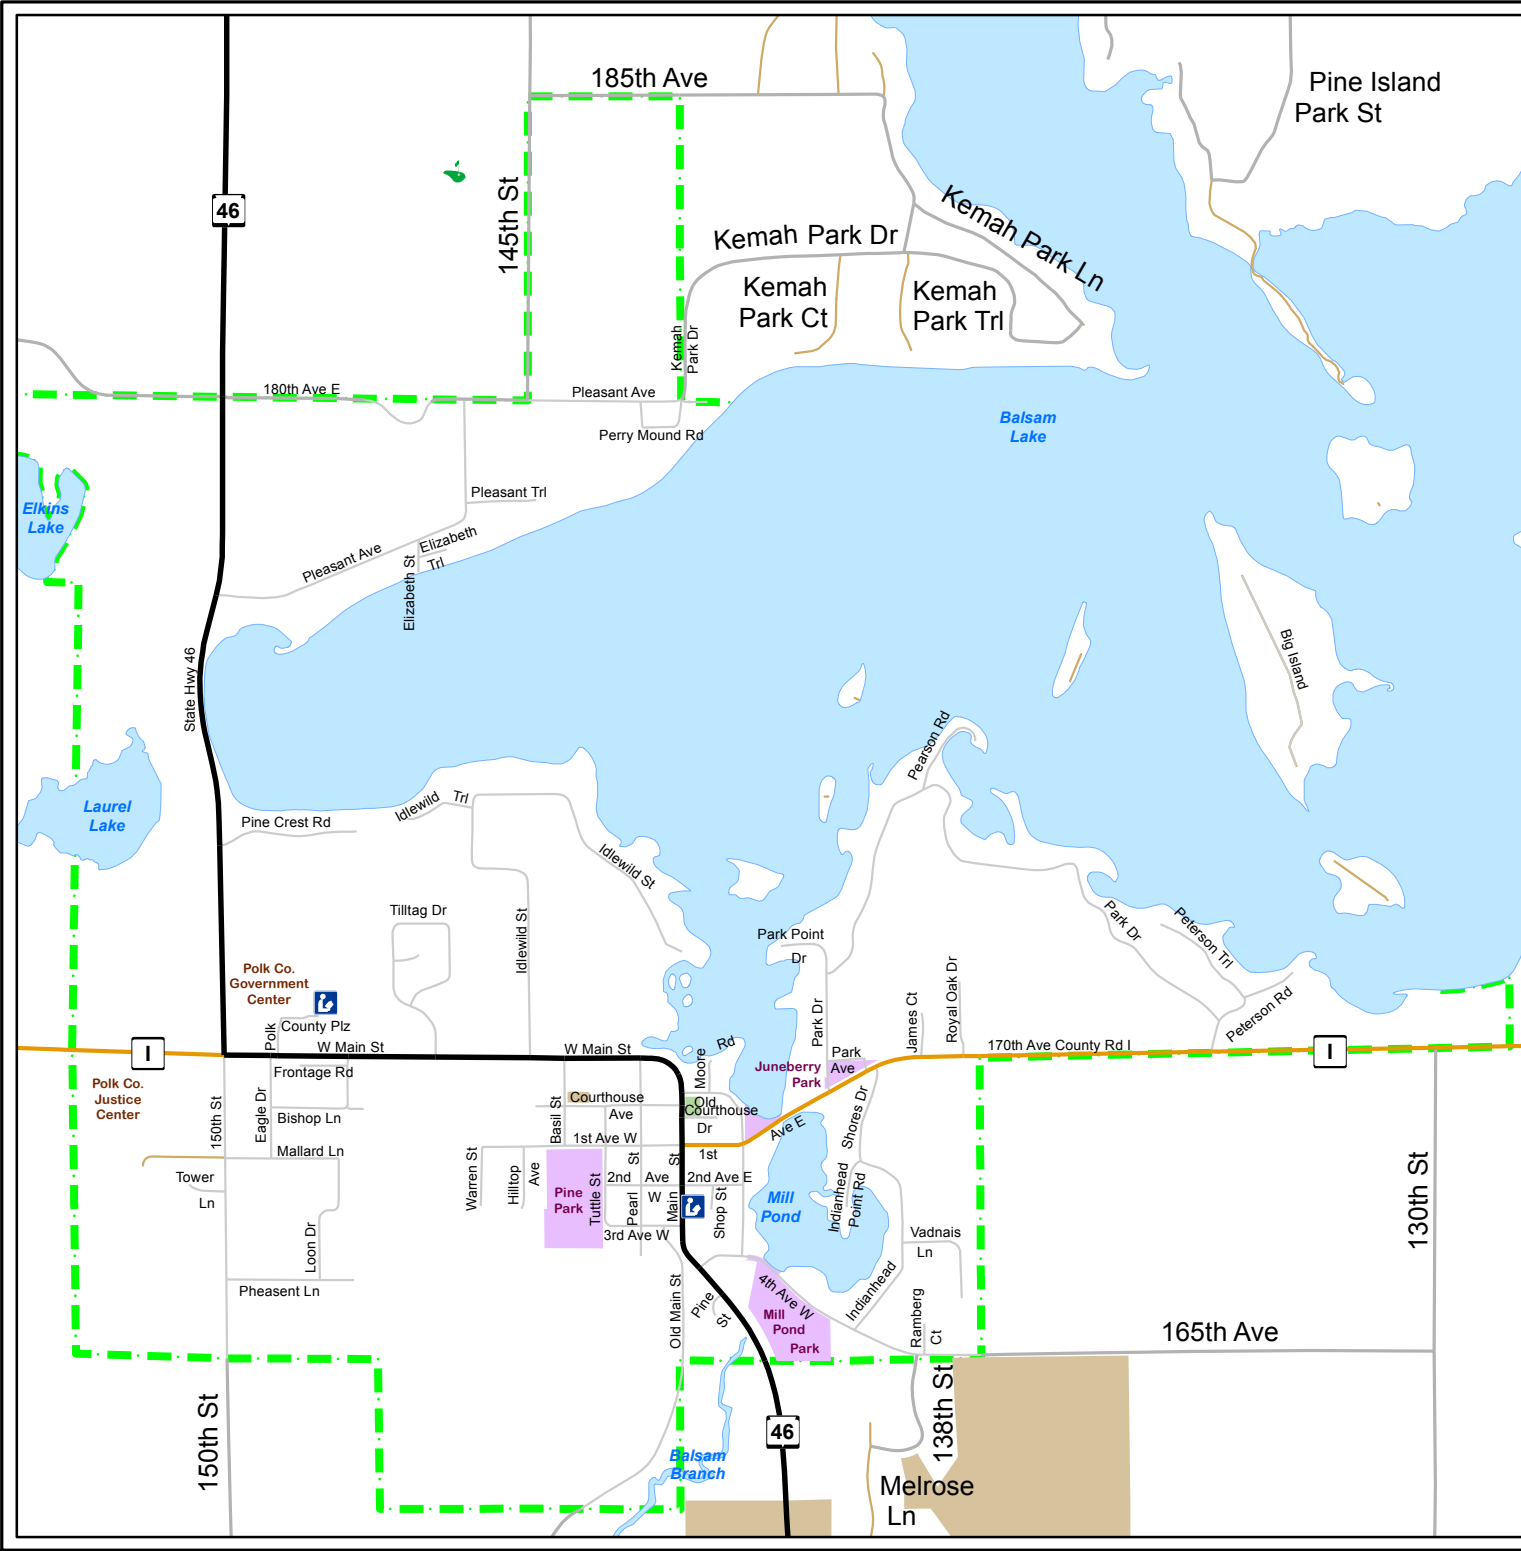 185th Ave
Pine Island
Park St
46
145th St
Kemah Park Ln
Kemah Park Dr
Kemah
Park Ct
Kemah
Park Trl
Kemah
Park Dr
180th Ave E
Pleasant Ave
Perry Mound Rd
Balsam
Lake
Elkins
Lake
Pleasant Trl
Pleasant Ave
Elizabeth
Trl
Elizabeth St
State Hwy 46
Big Island
Pearson Rd
Laurel
Lake
Pine Crest Rd
Idlewild Trl
Idlewild St
Idlewild St
Tilltag Dr
Park Point
Dr
Park Dr
Peterson Trl
Peterson Rd
Polk Co.
Government
Center
Polk
County Plz
W Main St
W Main St
Frontage Rd
I
Polk Co.
Justice
Center
Moore
Rd
Park Dr
James Ct
Royal Oak Dr
170th Ave County Rd I
I
Juneberry
Park
Park
Ave
150th St
Eagle Dr
Bishop Ln
Mallard Ln
Tower
Ln
Loon Dr
Pheasent Ln
Basil St
Courthouse
Ave
Old
Courthouse
Dr
1st Ave W
1st
Ave E
Shores Dr
Warren St
Hilltop
Ave
Pine
Park
Tuttle St
2nd Ave
W
Pearl
St
Main
St
2nd Ave E
Shop St
3rd Ave W
Mill
Pond
Indianhead
Point Rd
Vadnais
Ln
Indianhead
130th St
Old Main St
Pine
St
4th Ave W
Mill
Pond
Park
Ramberg
Ct
165th Ave
150th St
138th St
46
Balsam
Branch
Melrose
Ln